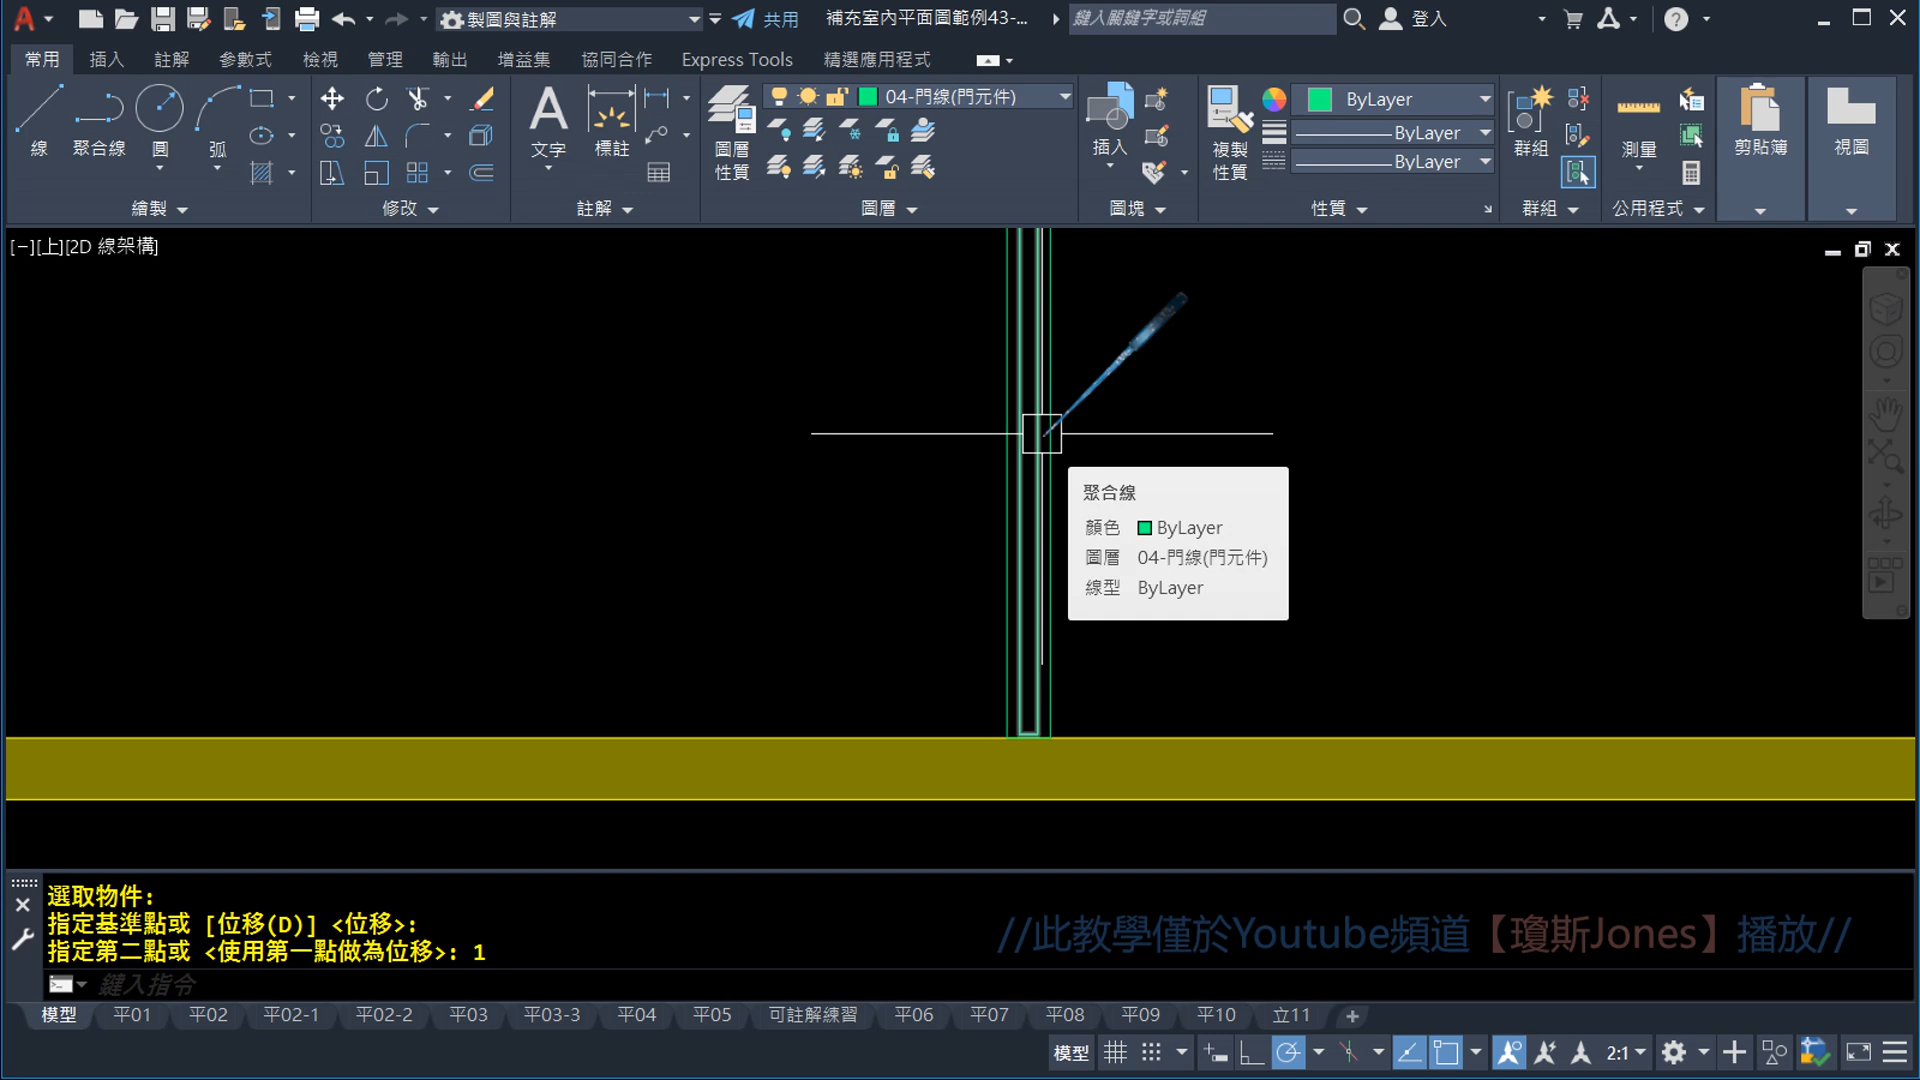 製圖與註解
共用
補充室內平面圖範例43-...
鍵入關鍵字或詞組
登入
常用 插入 註解 參數式 檢視 管理 輸出 增益集 協同合作 Express Tools 精選應用程式
線 聚合線 圓 弧
繪製 修改
文字 標註
註解
圖層性質
04-門線(門元件)
圖層
插入
圖塊
複製性質
ByLayer
ByLayer
ByLayer
性質
群組
群組
測量
公用程式
剪貼簿
視圖
[−][上][2D 線架構]
聚合線
顏色 ByLayer
圖層 04-門線(門元件)
線型 ByLayer
選取物件:
指定基準點或 [位移(D)] <位移>:
指定第二點或 <使用第一點做為位移>: 1
//此教學僅於Youtube頻道【瓊斯Jones】播放//
鍵入指令
模型 平01 平02 平02-1 平02-2 平03 平03-3 平04 平05 可註解練習 平06 平07 平08 平09 平10 立11
模型 2:1